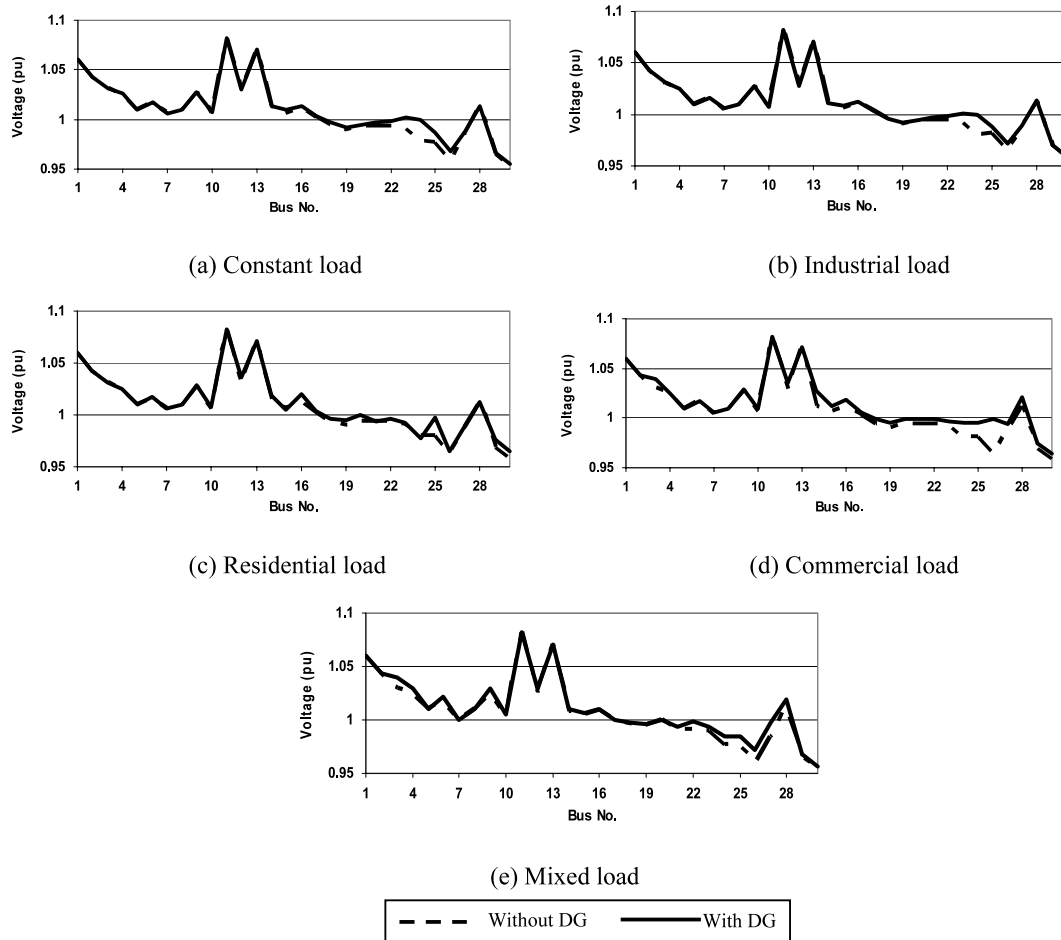 1.1
1.05
1
0.95
Voltage (pu)
1 4 7 10 13 16 19 22 25 28
Bus No.
(a) Constant load
1.1
1.05
1
0.95
Voltage (pu)
1 4 7 10 13 16 19 22 25 28
Bus No.
(b) Industrial load
1.1
1.05
1
0.95
Voltage (pu)
1 4 7 10 13 16 19 22 25 28
Bus No.
(c) Residential load
1.1
1.05
1
0.95
Voltage (pu)
1 4 7 10 13 16 19 22 25 28
Bus No.
(d) Commercial load
1.1
1.05
1
0.95
Voltage (pu)
1 4 7 10 13 16 19 22 25 28
Bus No.
(e) Mixed load
Without DG With DG